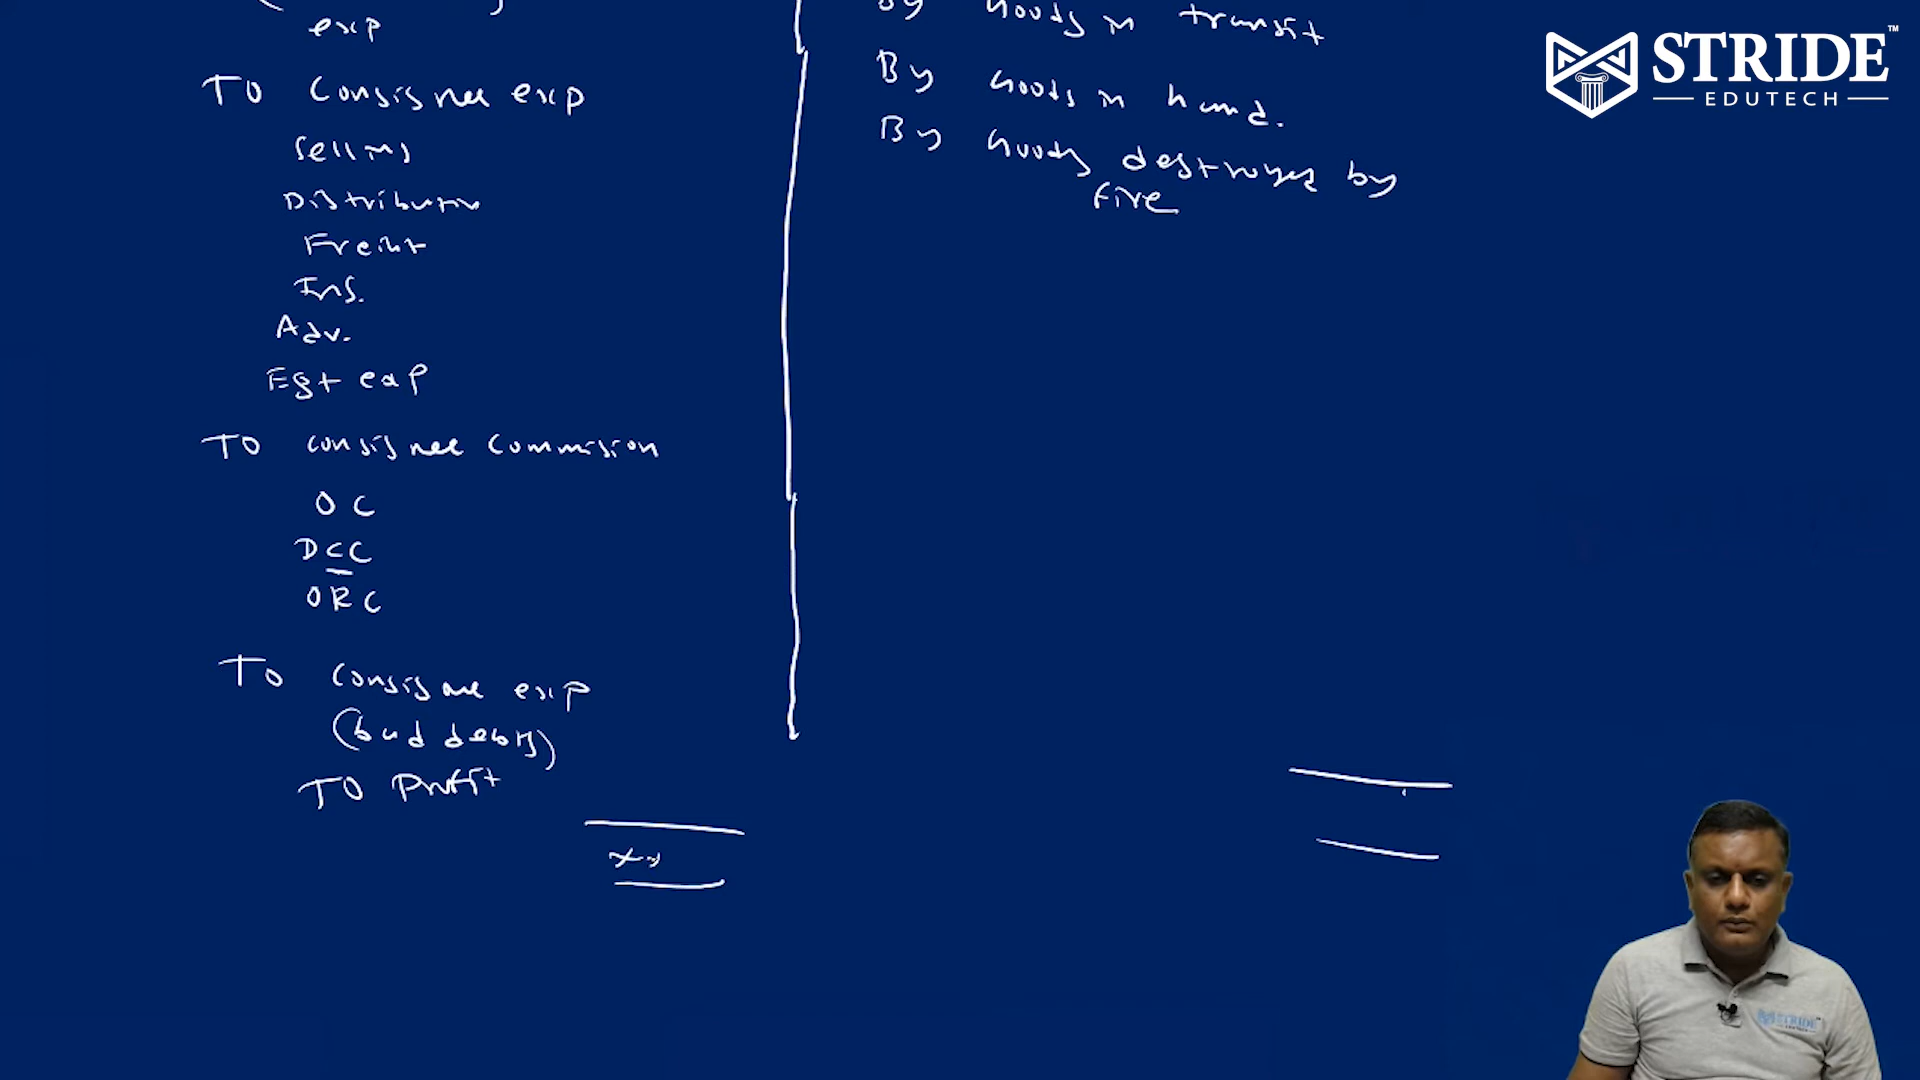 exp
To Consignee exp
Selling
Distribution
Freight
Ins.
Adv.
Est exp
To consignee commission
O C
DCC
ORC
To Consignee exp
(bad debts)
To Profit
xx
By Goods in transit
By Goods in hand.
By Goods destroyed by
fire
STRIDE™
EDUTECH
STRIDE
EDUTECH